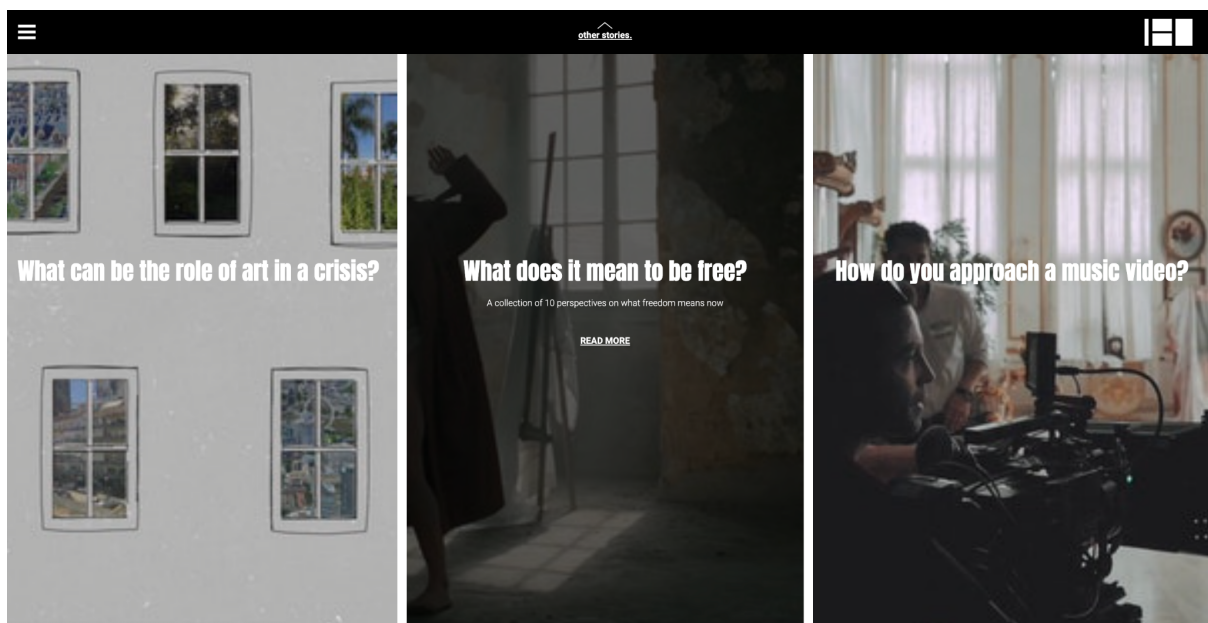 other stories.
What can be the role of art in a crisis?
What does it mean to be free?
A collection of 10 perspectives on what freedom means now
READ MORE
How do you approach a music video?